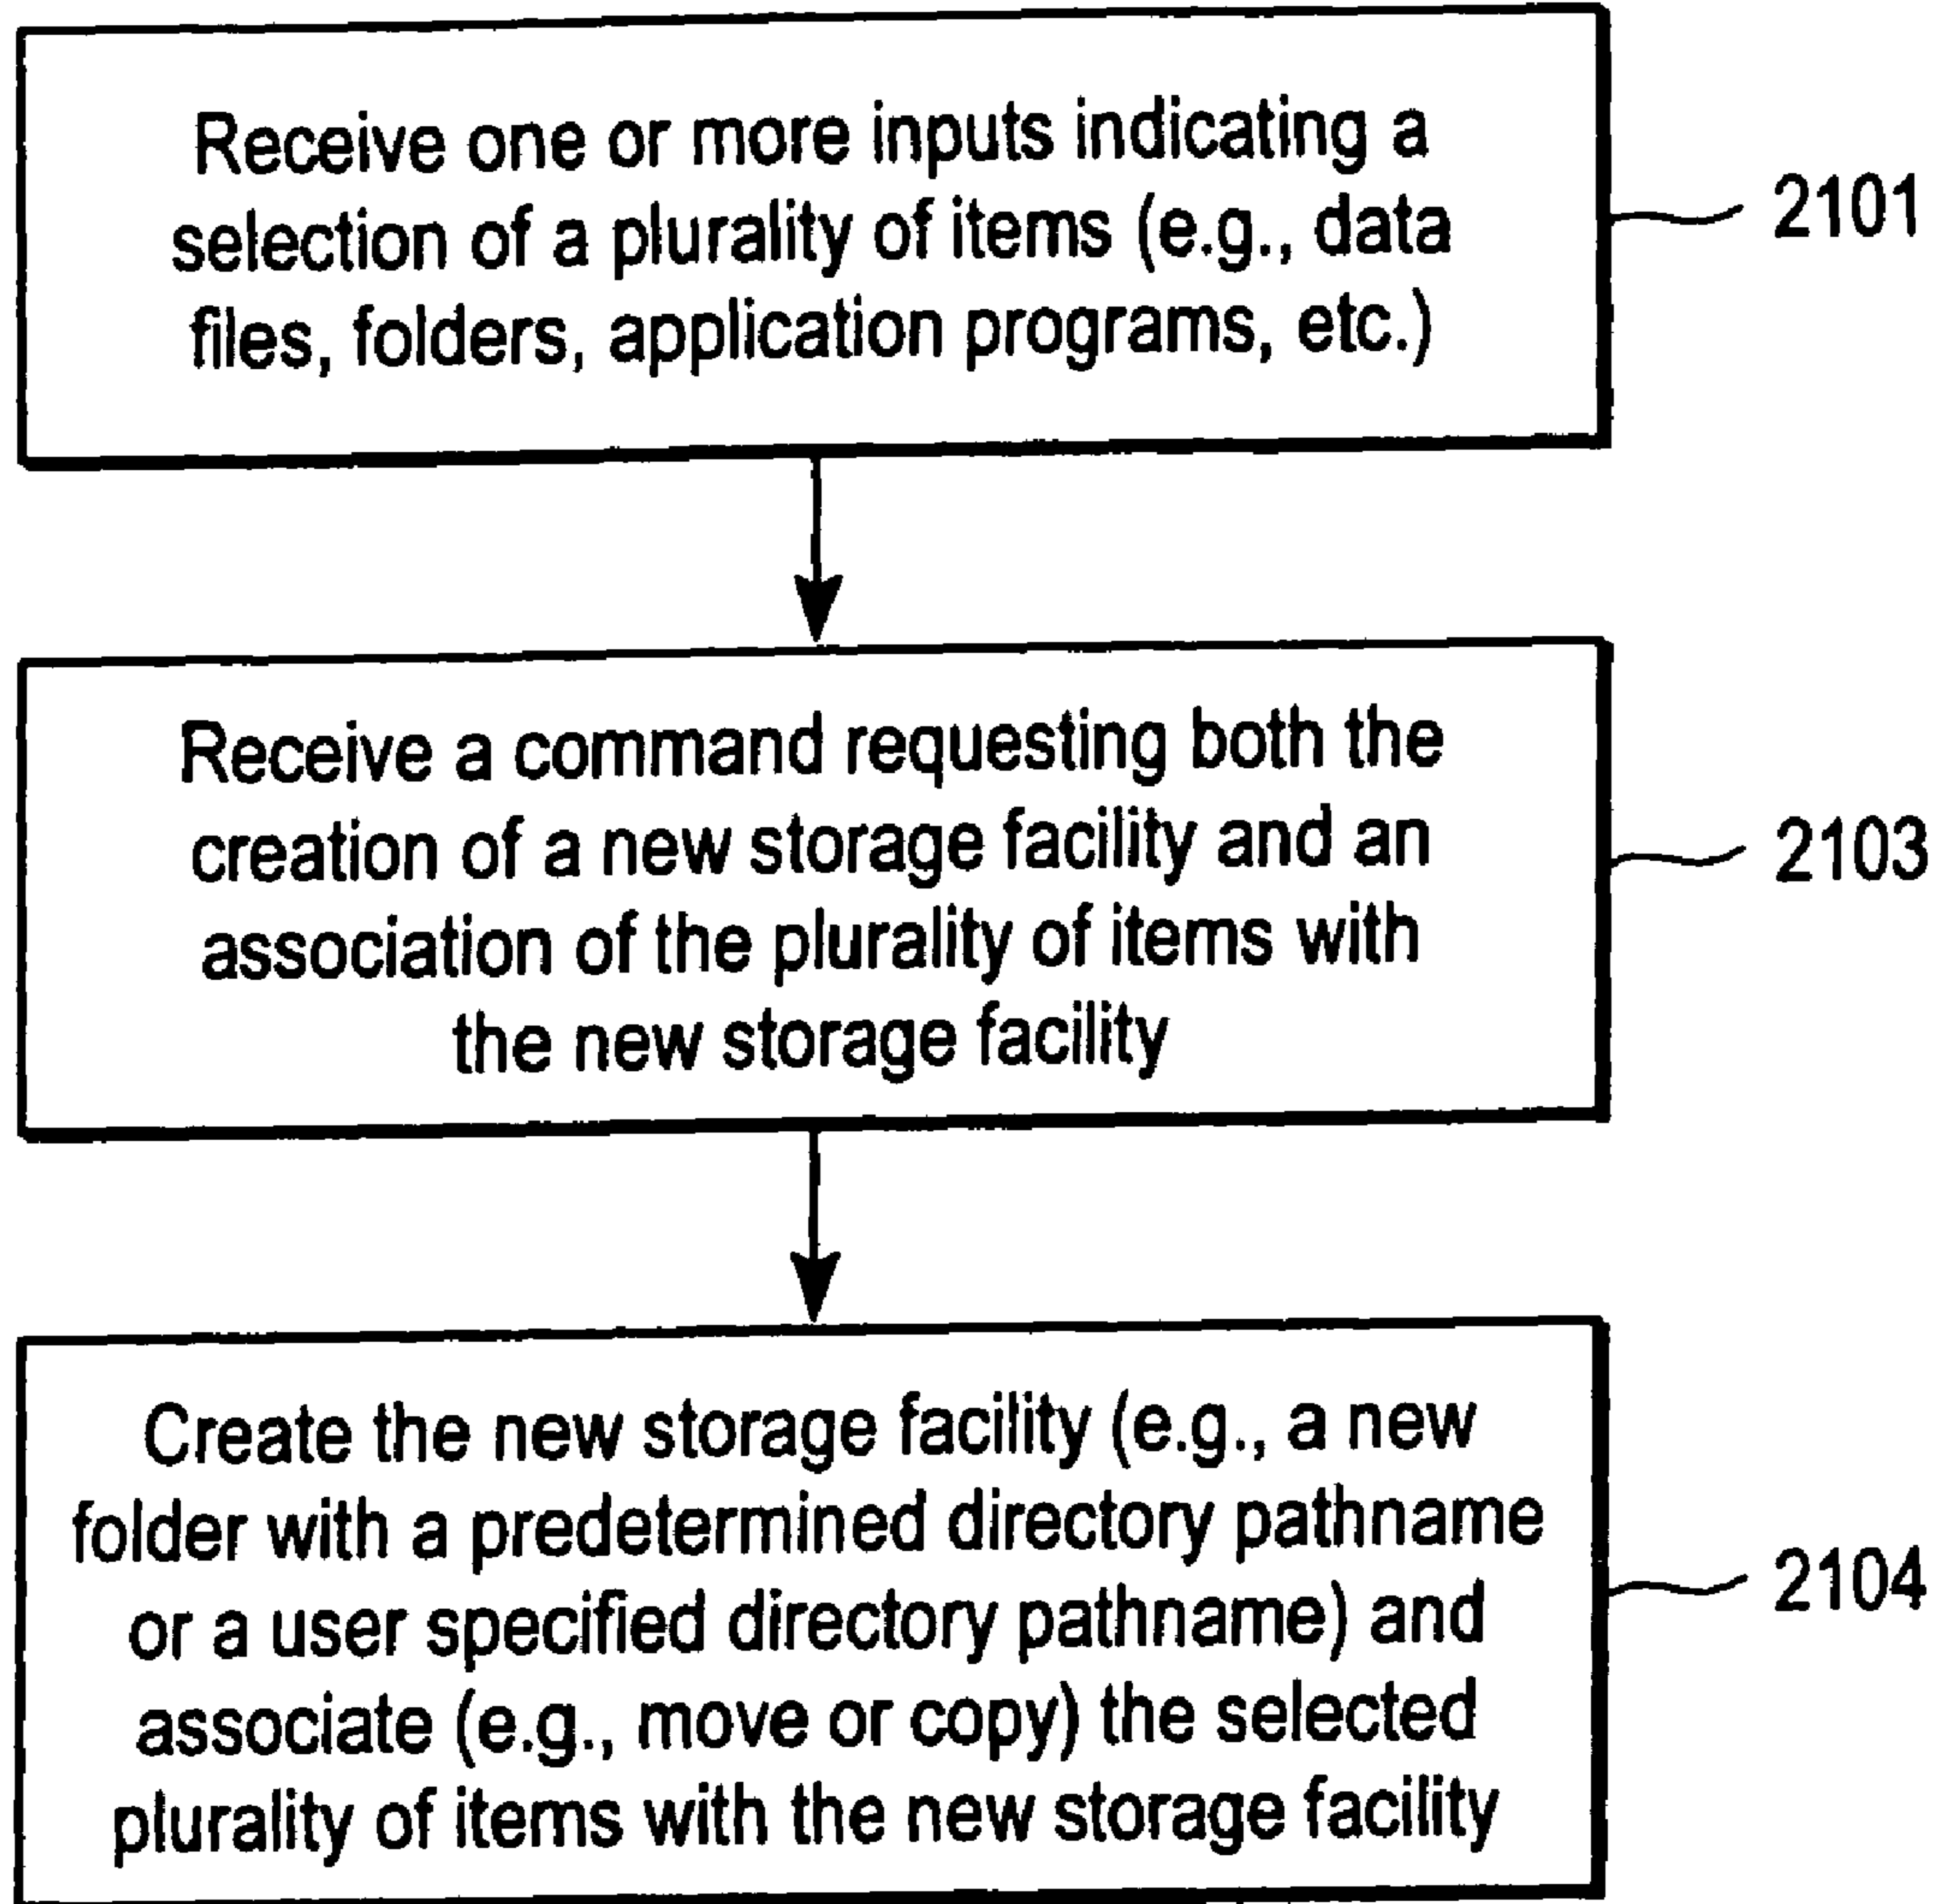 Receive one or more inputs indicating a
selection of a plurality of items (e.g., data
files, folders, application programs, etc.)
2101
Receive a command requesting both the
creation of a new storage facility and an
association of the plurality of items with
the new storage facility
2103
Create the new storage facility (e.g., a new
folder with a predetermined directory pathname
or a user specified directory pathname) and
associate (e.g., move or copy) the selected
plurality of items with the new storage facility
2104